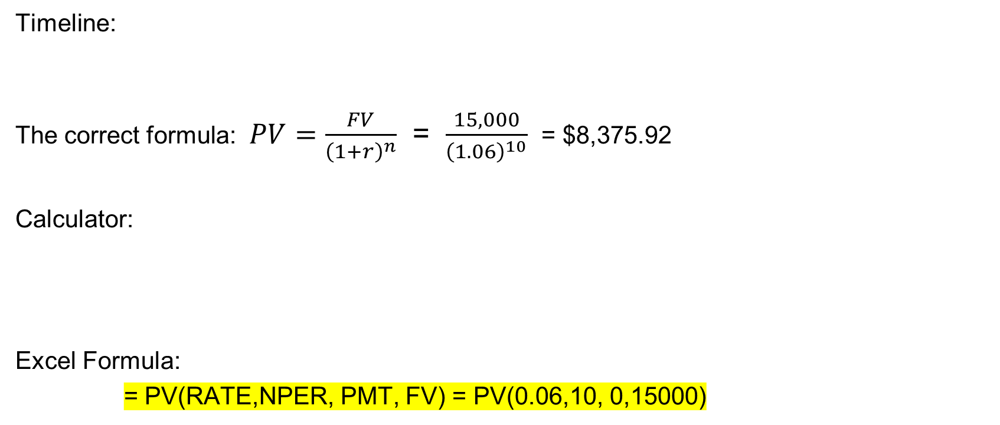 Timeline:
The correct formula: PV = FV/(1+r)^n = 15,000/(1.06)^10 = $8,375.92
Calculator:
Excel Formula:
= PV(RATE,NPER, PMT, FV) = PV(0.06,10, 0,15000)